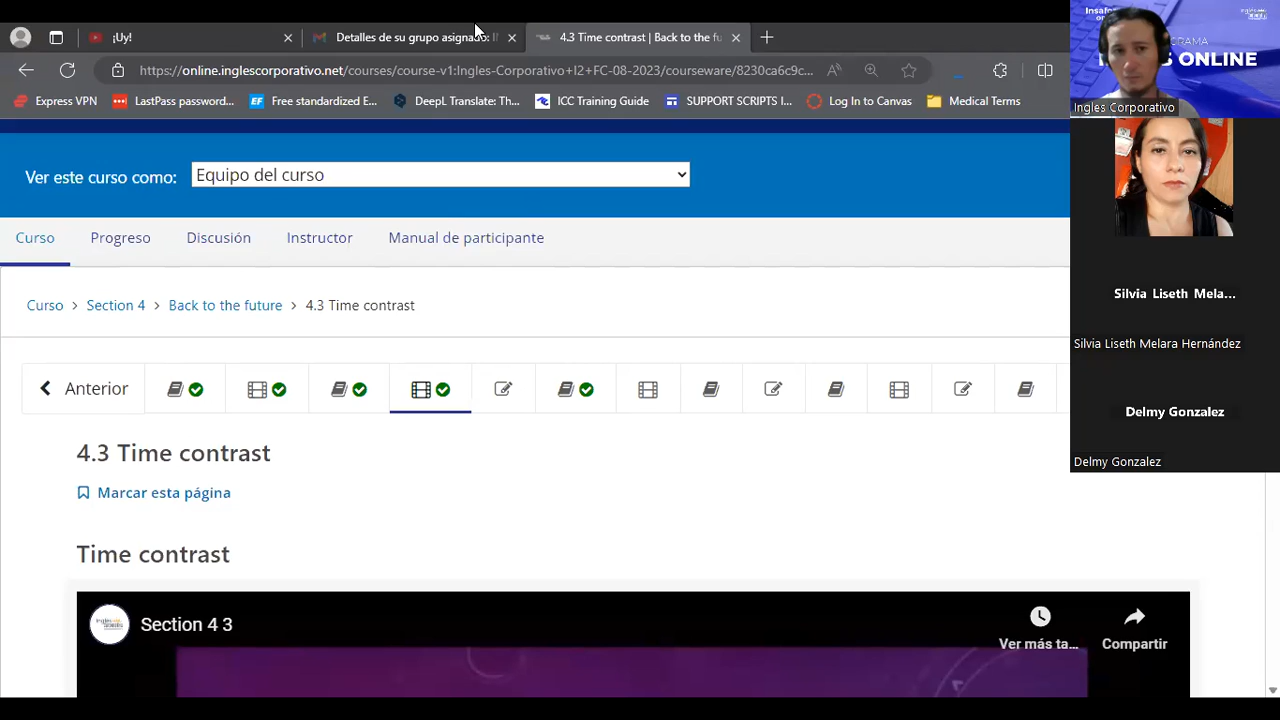 ¡Uy!
Detalles de su grupo asignado: If
4.3 Time contrast | Back to the fu
https://online.inglescorporativo.net/courses/course-v1:Ingles-Corporativo+I2+FC-08-2023/courseware/8230ca6c9c...
Express VPN
LastPass password...
EF Free standardized E...
DeepL Translate: Th...
ICC Training Guide
SUPPORT SCRIPTS I...
Log In to Canvas
Medical Terms
Ver este curso como:
Equipo del curso
Curso
Progreso
Discusión
Instructor
Manual de participante
Curso > Section 4 > Back to the future > 4.3 Time contrast
Anterior
4.3 Time contrast
Marcar esta página
Time contrast
Section 4 3
Ver más ta...
Compartir
ONLINE
Ingles Corporativo
Silvia Liseth Mela...
Silvia Liseth Melara Hernández
Delmy Gonzalez
Delmy Gonzalez